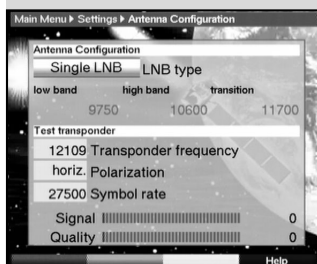 Main Menu ▸ Settings ▸ Antenna Configuration
Antenna Configuration
Single LNB LNB type
low band high band transition
9750 10600 11700
Test transponder
12109 Transponder frequency
horiz. Polarization
27500 Symbol rate
Signal 0
Quality 0
Help